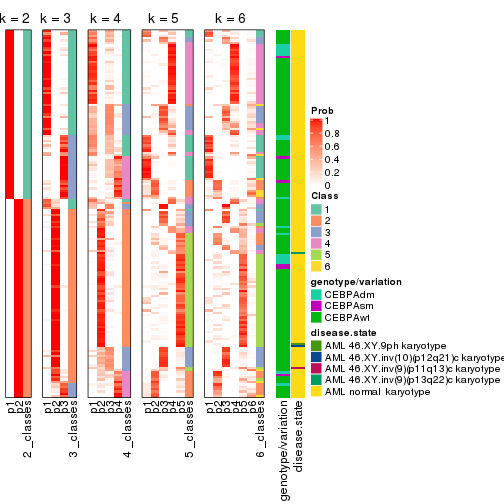 k = 2
k = 3
k = 4
k = 5
k = 6
Prob
1
0.8
0.6
0.4
0.2
0
Class
1
2
3
4
5
6
genotype/variation
CEBPAdm
CEBPAsm
CEBPAwt
disease.state
AML 46.XY.9ph karyotype
AML 46.XY.inv(10)(p12q21)c karyotype
AML 46.XY.inv(9)(p11q13)c karyotype
AML 46.XY.inv(9)(p13q22)c karyotype
AML normal karyotype
p1
p2
2_classes
p1
p2
p3
3_classes
p1
p2
p3
p4
4_classes
p1
p2
p3
p4
p5
5_classes
p1
p2
p3
p4
p5
p6
6_classes
genotype/variation
disease.state